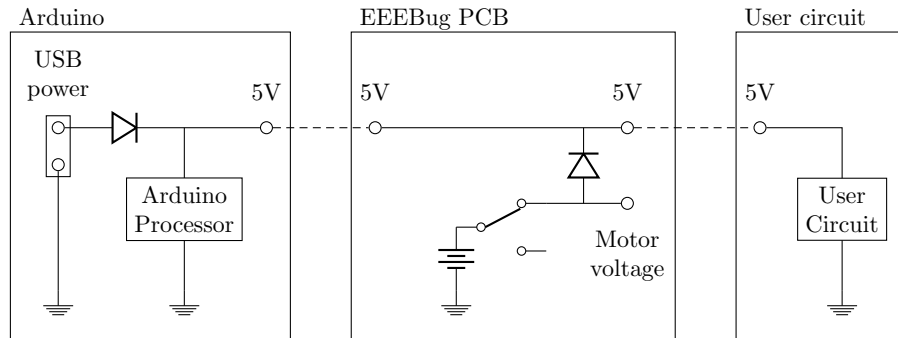 Arduino
EEEBug PCB
User circuit
USB
power
5V
5V
5V
5V
Arduino
Processor
User
Circuit
Motor
voltage